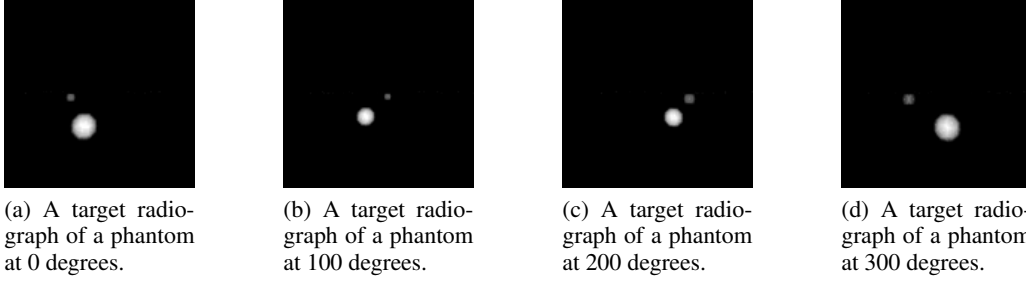 (a) A target radio-
graph of a phantom
at 0 degrees.
(b) A target radio-
graph of a phantom
at 100 degrees.
(c) A target radio-
graph of a phantom
at 200 degrees.
(d) A target radio-
graph of a phantom
at 300 degrees.